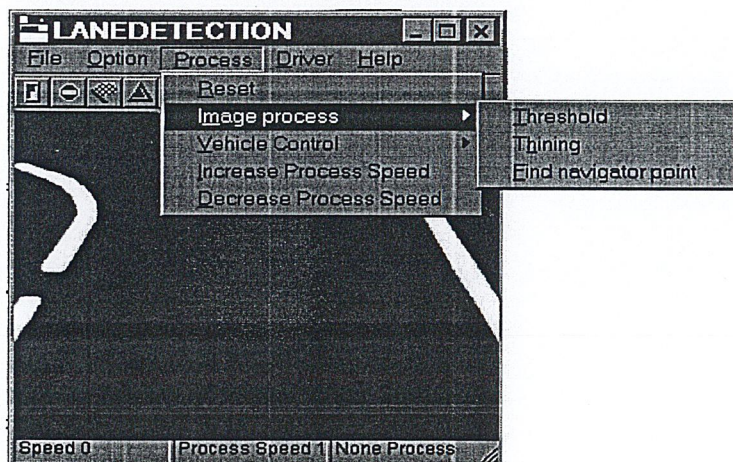 LANEDETECTION
File Option Process Driver Help
Reset
Image process
Vehicle Control
Increase Process Speed
Decrease Process Speed
Threshold
Thining
Find navigator point
Speed 0 Process Speed 1 None Process